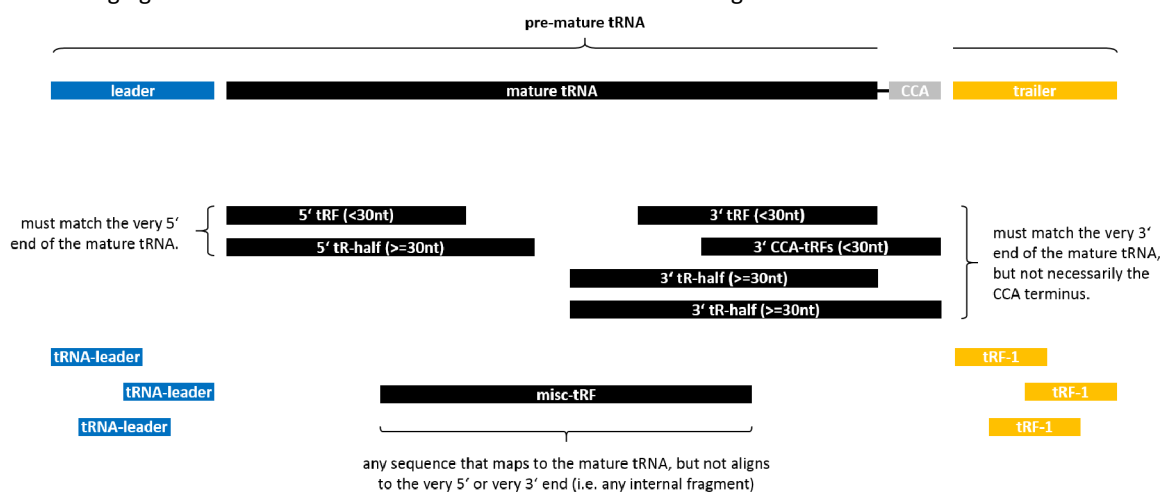 pre-mature tRNA
leader
mature tRNA
CCA
trailer
5‘ tRF (<30nt)
3‘ tRF (<30nt)
5‘ tR-half (>=30nt)
3‘ CCA-tRFs (<30nt)
3‘ tR-half (>=30nt)
3‘ tR-half (>=30nt)
must match the very 5‘
end of the mature tRNA.
must match the very 3‘
end of the mature tRNA,
but not necessarily the
CCA terminus.
tRNA-leader
tRF-1
tRNA-leader
misc-tRF
tRF-1
tRNA-leader
tRF-1
any sequence that maps to the mature tRNA, but not aligns
to the very 5‘ or very 3‘ end (i.e. any internal fragment)